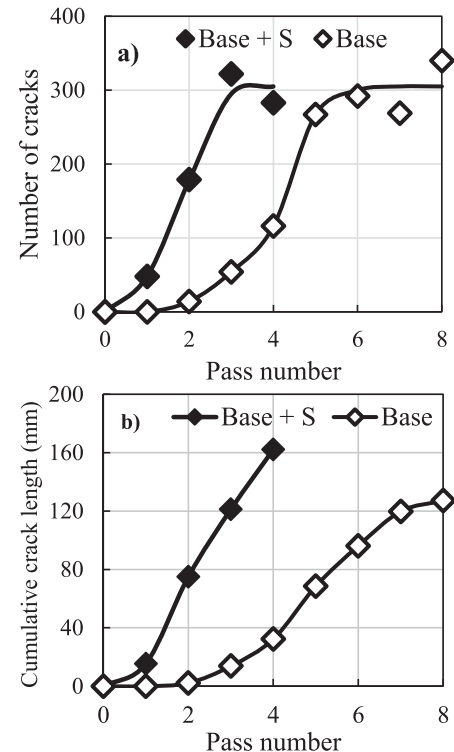 400
a) Base + S Base
300
200
100
0
Number of cracks
0 2 4 6 8
Pass number
200
b) Base + S Base
160
120
80
40
0
Cumulative crack length (mm)
0 2 4 6 8
Pass number